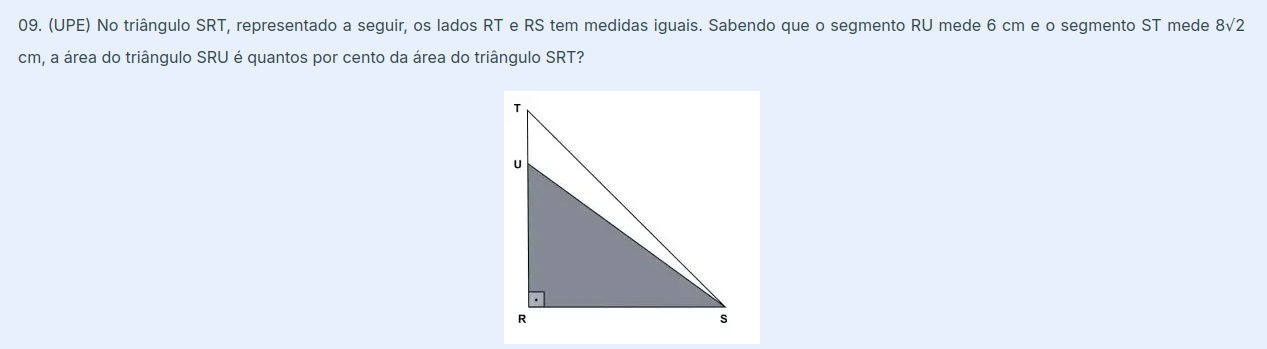 09. (UPE) No triângulo SRT, representado a seguir, os lados RT e RS tem medidas iguais. Sabendo que o segmento RU mede 6 cm e o segmento ST mede 8√2
cm, a área do triângulo SRU é quantos por cento da área do triângulo SRT?
T
U
R
S